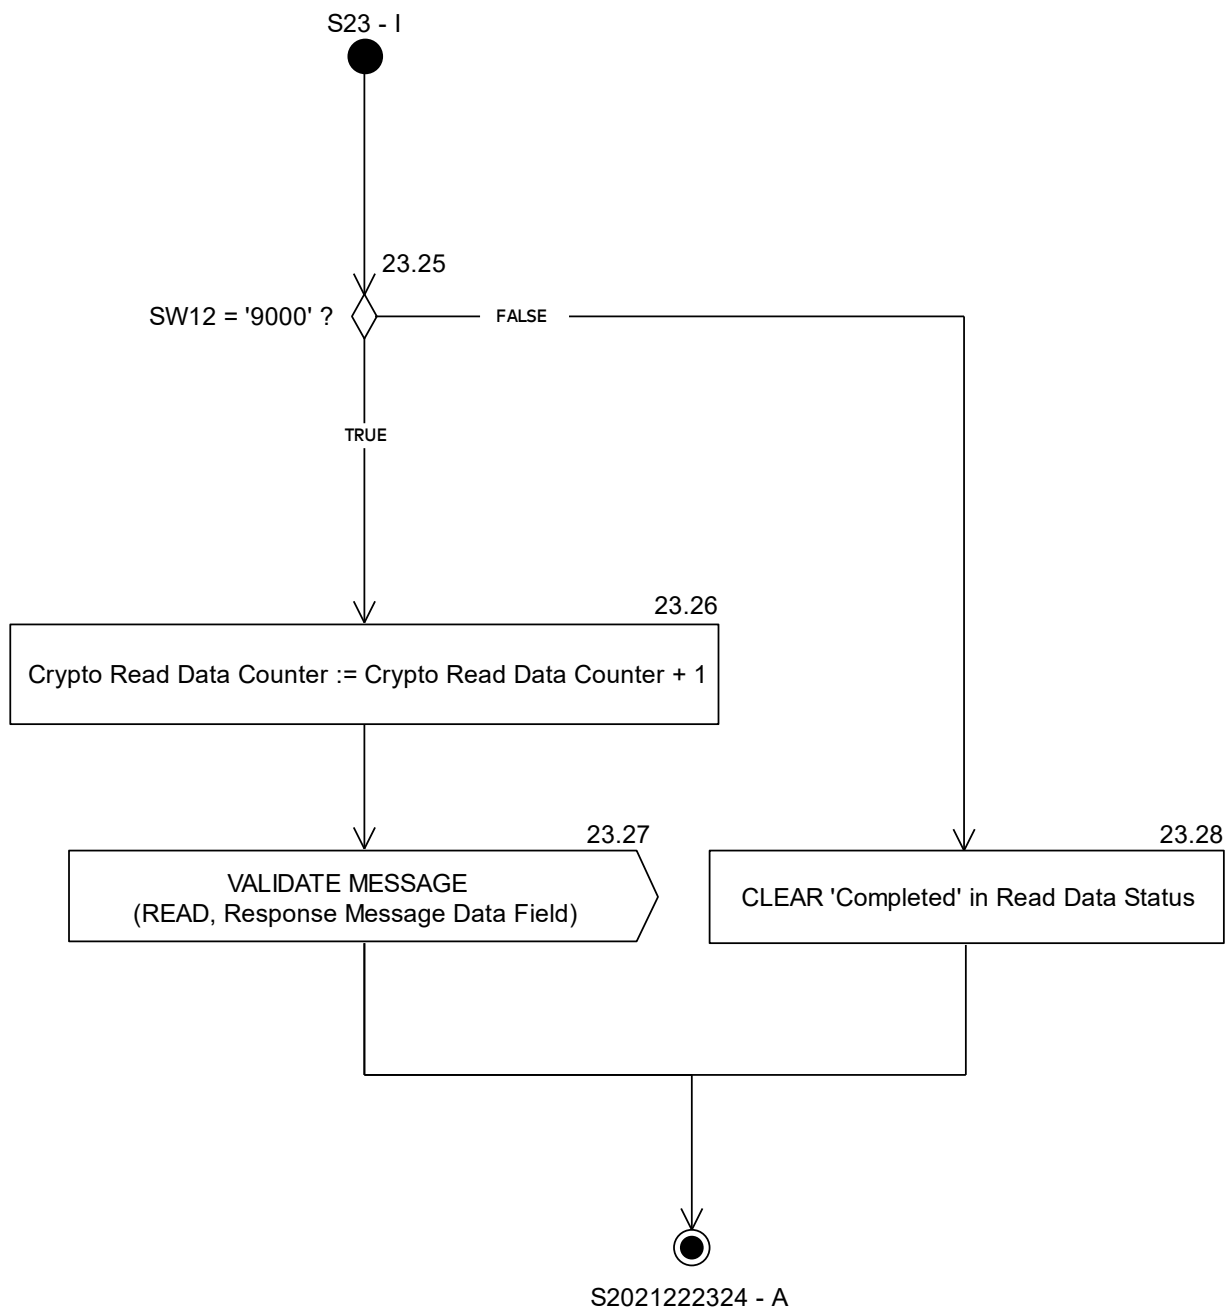 S23 - I
23.25
SW12 = '9000' ?
FALSE
TRUE
23.26
Crypto Read Data Counter := Crypto Read Data Counter + 1
23.27
VALIDATE MESSAGE
(READ, Response Message Data Field)
23.28
CLEAR 'Completed' in Read Data Status
S2021222324 - A